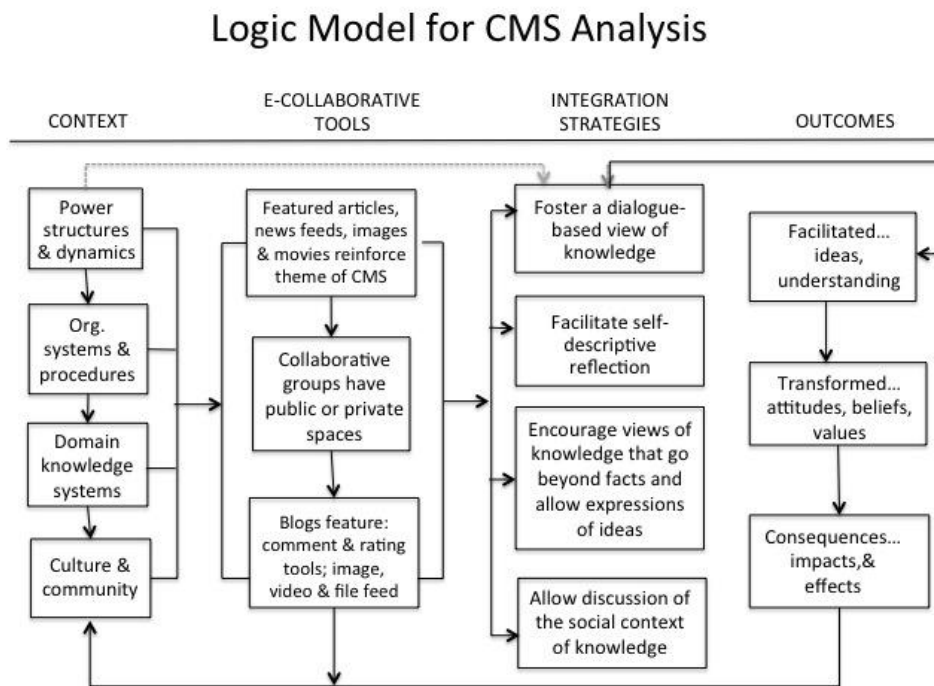 Logic Model for CMS Analysis
CONTEXT
E-COLLABORATIVE
TOOLS
INTEGRATION
STRATEGIES
OUTCOMES
Power
structures
& dynamics
Org.
systems &
procedures
Domain
knowledge
systems
Culture &
community
Featured articles,
news feeds, images
& movies reinforce
theme of CMS
Collaborative
groups have
public or private
spaces
Blogs feature:
comment & rating
tools; image,
video & file feed
Foster a dialogue-
based view of
knowledge
Facilitate self-
descriptive
reflection
Encourage views of
knowledge that go
beyond facts and
allow expressions
of ideas
Allow discussion of
the social context
of knowledge
Facilitated...
ideas,
understanding
Transformed...
attitudes, beliefs,
values
Consequences...
impacts,&
effects